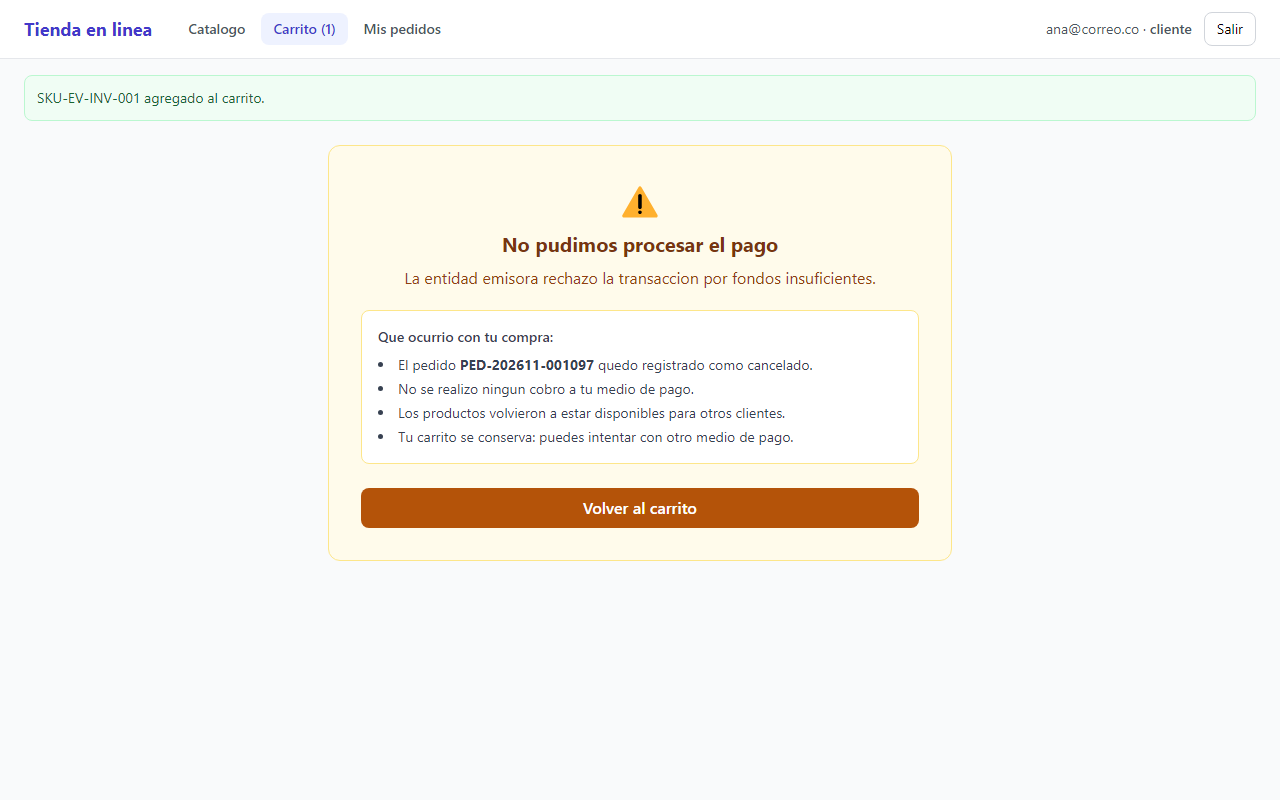 Tienda en linea
Catalogo
Carrito (1)
Mis pedidos
ana@correo.co · cliente
Salir
SKU-EV-INV-001 agregado al carrito.
No pudimos procesar el pago
La entidad emisora rechazo la transaccion por fondos insuficientes.
Que ocurrio con tu compra:
El pedido PED-202611-001097 quedo registrado como cancelado.
No se realizo ningun cobro a tu medio de pago.
Los productos volvieron a estar disponibles para otros clientes.
Tu carrito se conserva: puedes intentar con otro medio de pago.
Volver al carrito